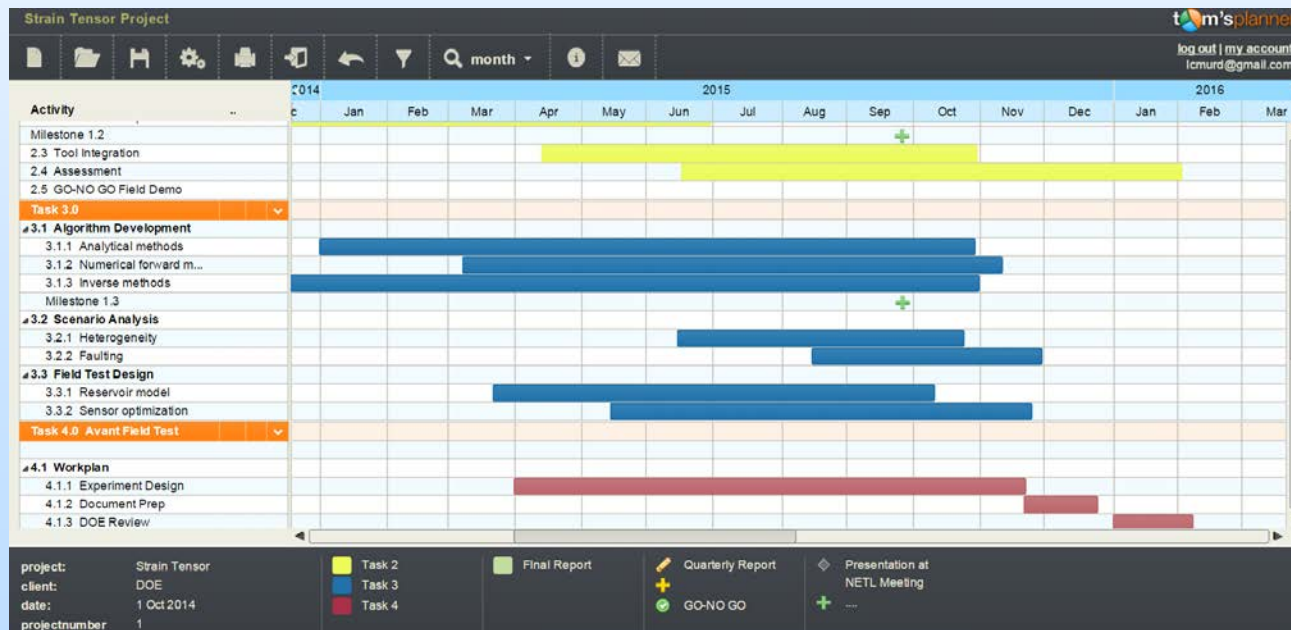 Strain Tensor Project
tom'splanner
month
log out | my account
lcmurd@gmail.com
2014 2015 2016
Activity .. c Jan Feb Mar Apr May Jun Jul Aug Sep Oct Nov Dec Jan Feb Mar
Milestone 1.2
2.3 Tool Integration
2.4 Assessment
2.5 GO-NO GO Field Demo
Task 3.0
3.1 Algorithm Development
3.1.1 Analytical methods
3.1.2 Numerical forward m...
3.1.3 Inverse methods
Milestone 1.3
3.2 Scenario Analysis
3.2.1 Heterogeneity
3.2.2 Faulting
3.3 Field Test Design
3.3.1 Reservoir model
3.3.2 Sensor optimization
Task 4.0 Avant Field Test
4.1 Workplan
4.1.1 Experiment Design
4.1.2 Document Prep
4.1.3 DOE Review
project: Strain Tensor
client: DOE
date: 1 Oct 2014
projectnumber 1
Task 2
Task 3
Task 4
Final Report
Quarterly Report
GO-NO GO
Presentation at
NETL Meeting
....